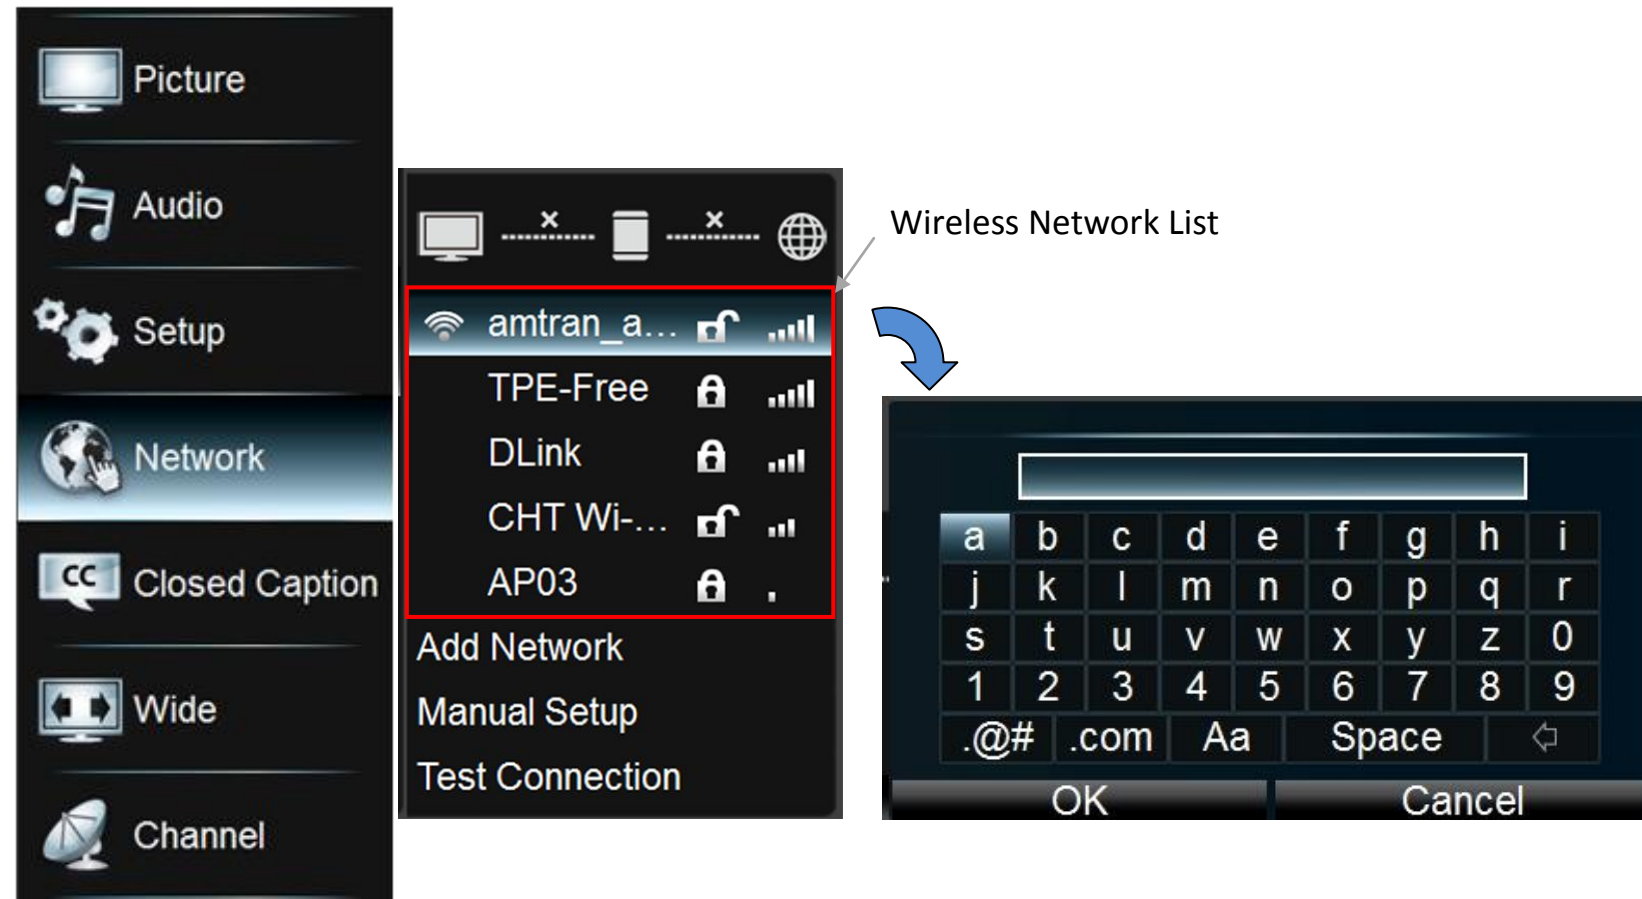 Picture
Audio
Setup
Network
CC Closed Caption
Wide
Channel
Wireless Network List
amtran_a...
TPE-Free
DLink
CHT Wi-...
AP03
Add Network
Manual Setup
Test Connection
a b c d e f g h i
j k l m n o p q r
s t u v w x y z 0
1 2 3 4 5 6 7 8 9
.@# .com Aa Space
OK Cancel